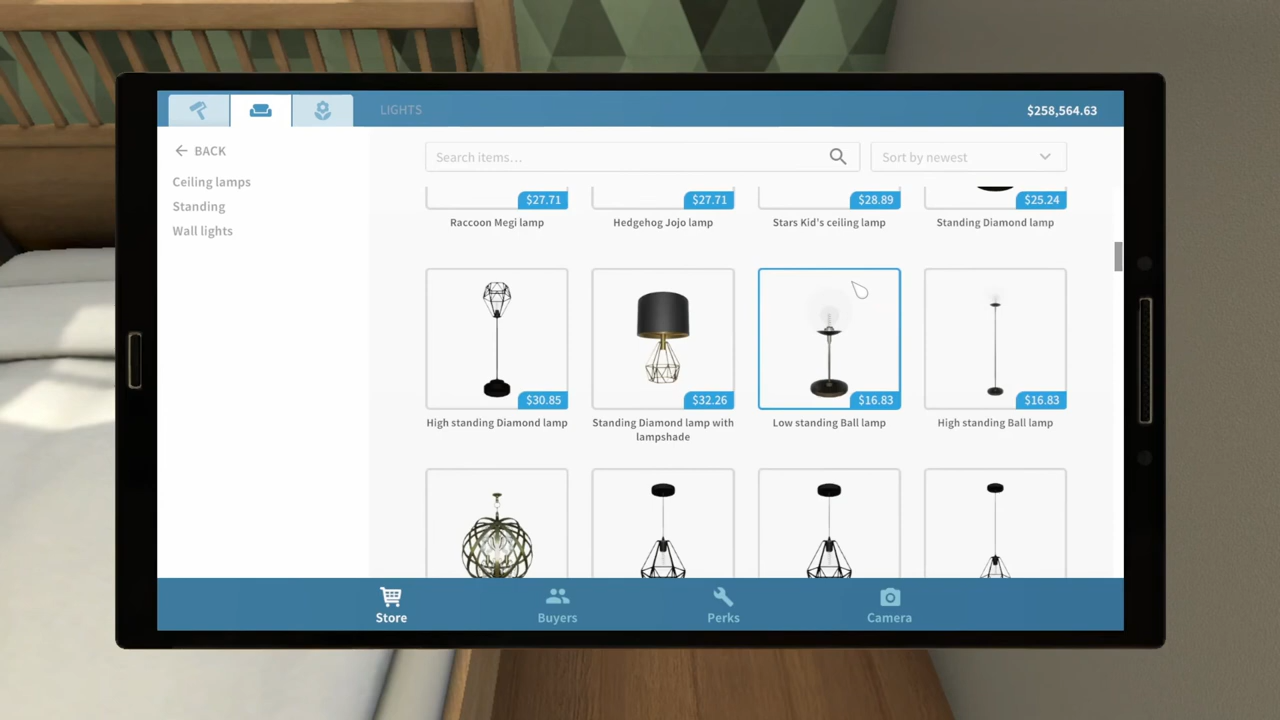 LIGHTS
$258,564.63
BACK
Search items...
Sort by newest
Ceiling lamps
Standing
Wall lights
$27.71
$27.71
$28.89
$25.24
Raccoon Megi lamp
Hedgehog Jojo lamp
Stars Kid's ceiling lamp
Standing Diamond lamp
$30.85
$32.26
$16.83
$16.83
High standing Diamond lamp
Standing Diamond lamp with
lampshade
Low standing Ball lamp
High standing Ball lamp
Store
Buyers
Perks
Camera